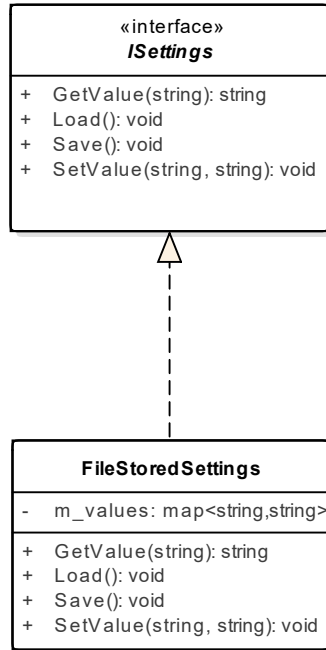 «interface»
ISettings
+ GetValue(string): string
+ Load(): void
+ Save(): void
+ SetValue(string, string): void
FileStoredSettings
- m_values: map<string,string>
+ GetValue(string): string
+ Load(): void
+ Save(): void
+ SetValue(string, string): void